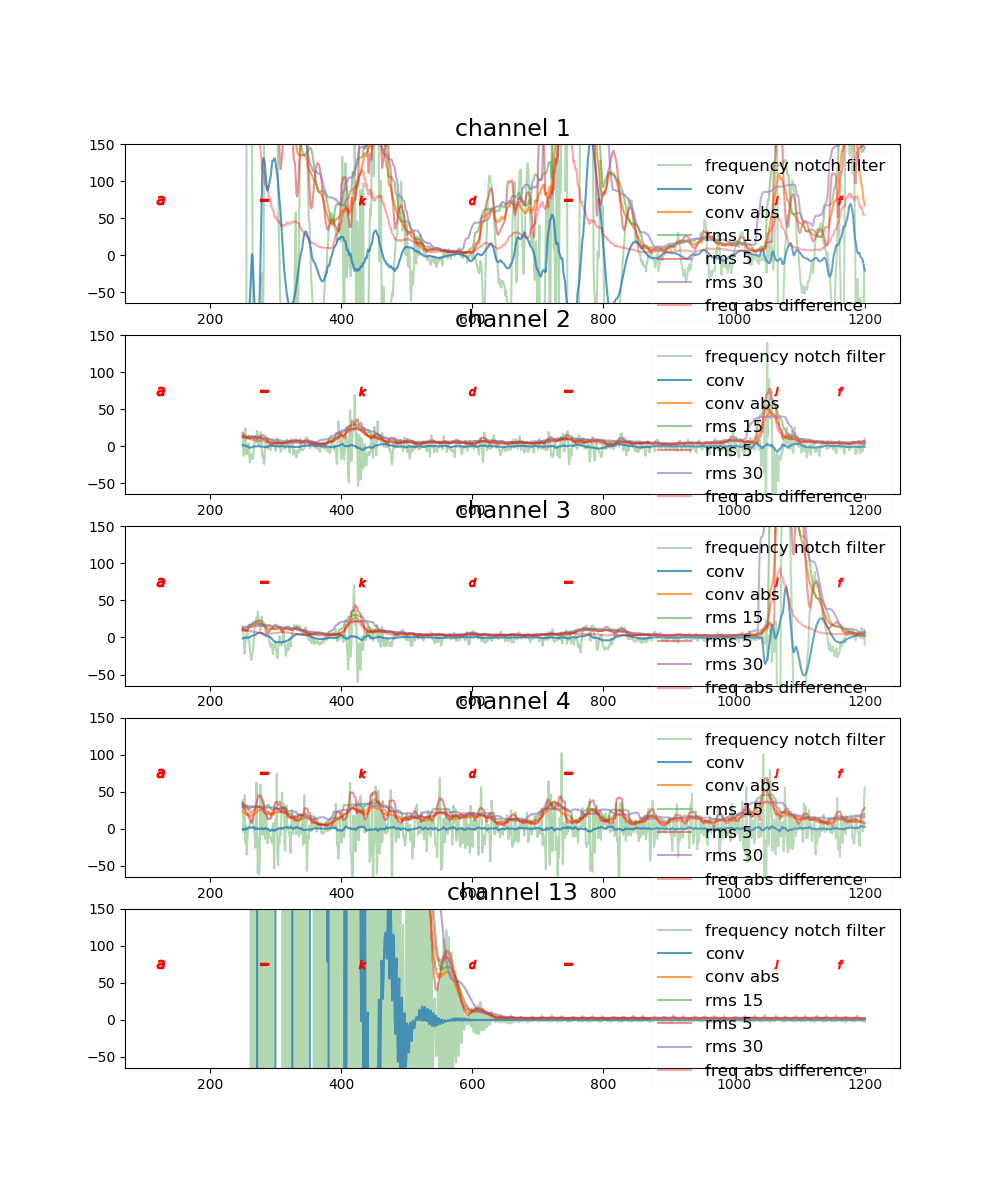 channel 1
150
100
50
0
−50
a – k d – j f
frequency notch filter
conv
conv abs
rms 15
rms 5
rms 30
freq abs difference
200 400 600 800 1000 1200
channel 2
150
100
50
0
−50
a – k d – j f
frequency notch filter
conv
conv abs
rms 15
rms 5
rms 30
freq abs difference
200 400 600 800 1000 1200
channel 3
150
100
50
0
−50
a – k d – j f
frequency notch filter
conv
conv abs
rms 15
rms 5
rms 30
freq abs difference
200 400 600 800 1000 1200
channel 4
150
100
50
0
−50
a – k d – j f
frequency notch filter
conv
conv abs
rms 15
rms 5
rms 30
freq abs difference
200 400 600 800 1000 1200
channel 13
150
100
50
0
−50
a – k d – j f
frequency notch filter
conv
conv abs
rms 15
rms 5
rms 30
freq abs difference
200 400 600 800 1000 1200